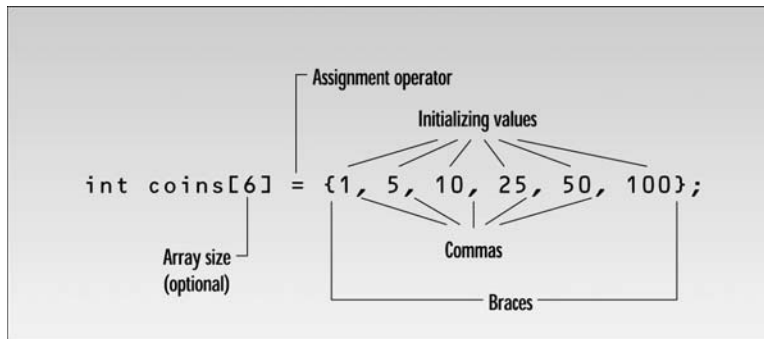 Assignment operator
Initializing values
int coins[6] = {1, 5, 10, 25, 50, 100};
Array size
(optional)
Commas
Braces